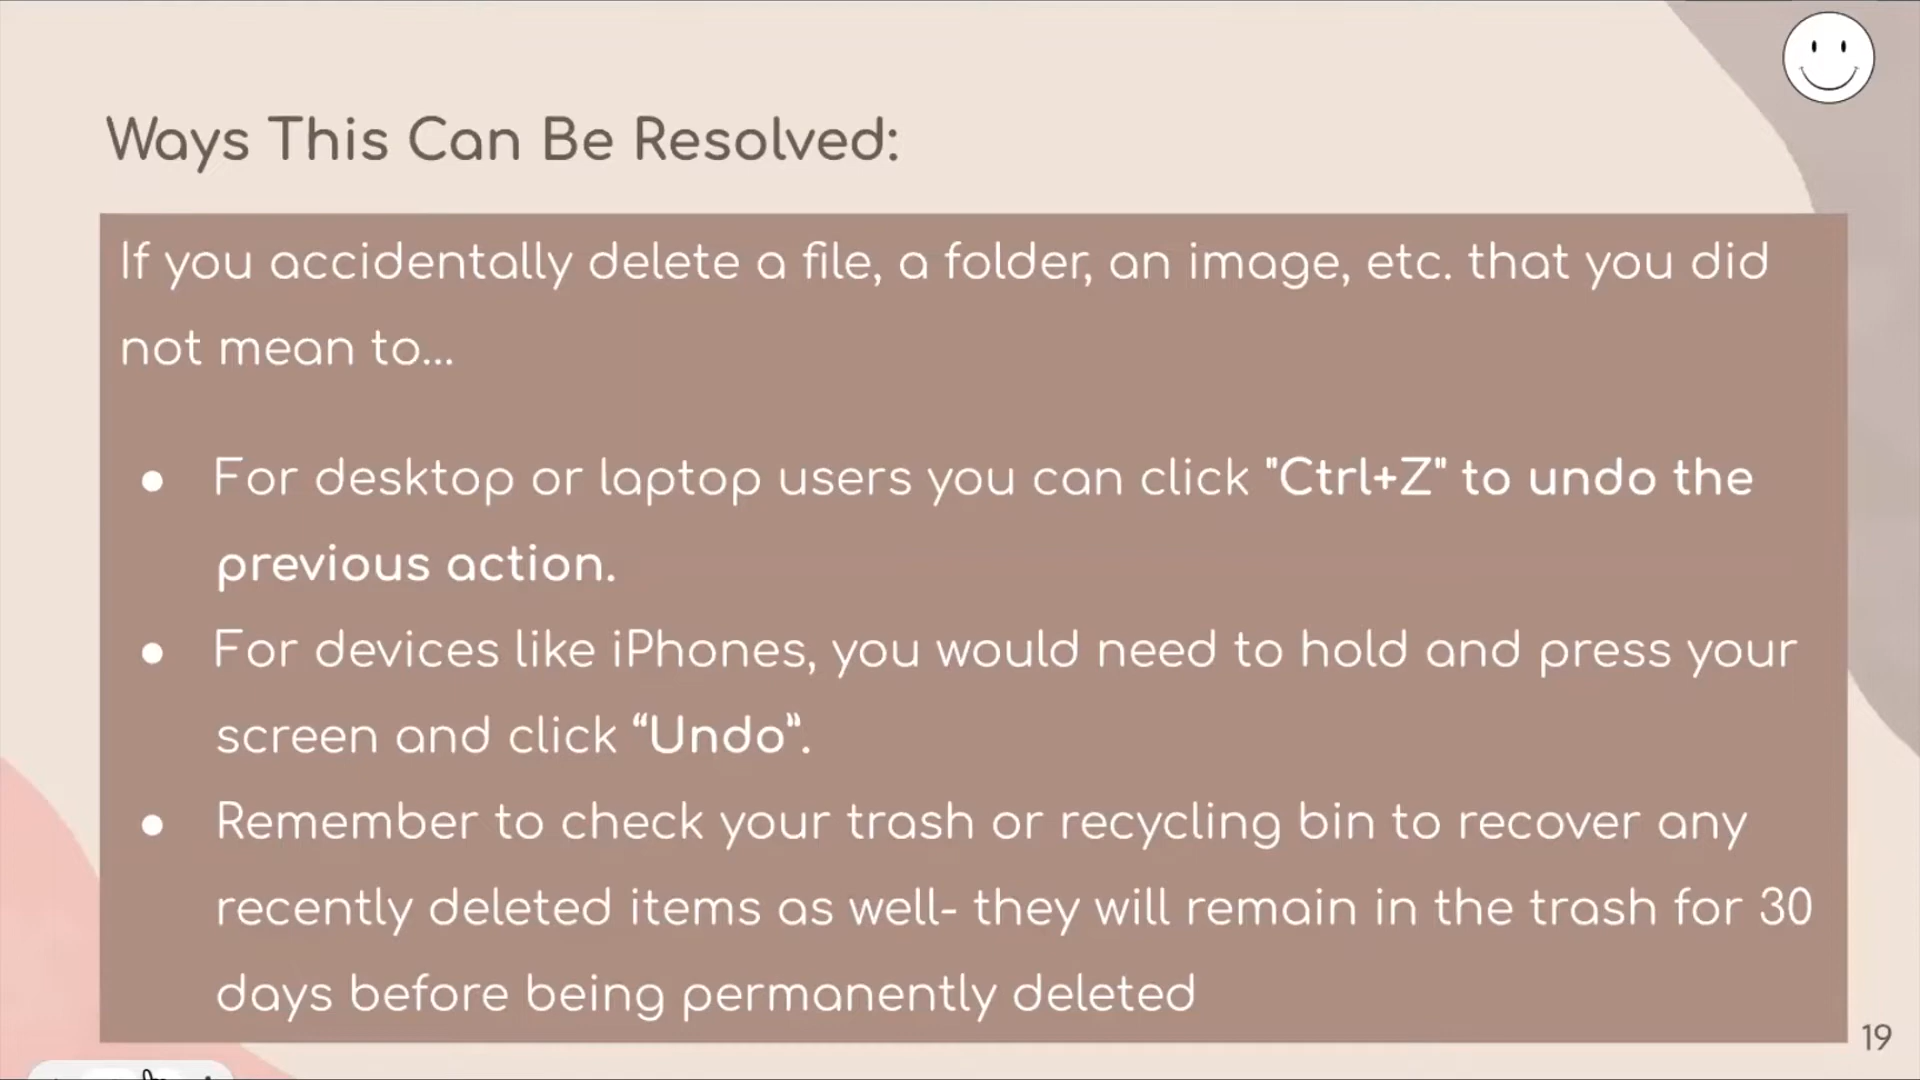 Ways This Can Be Resolved:
If you accidentally delete a file, a folder, an image, etc. that you did
not mean to...
● For desktop or laptop users you can click "Ctrl+Z" to undo the
previous action.
● For devices like iPhones, you would need to hold and press your
screen and click “Undo”.
● Remember to check your trash or recycling bin to recover any
recently deleted items as well- they will remain in the trash for 30
days before being permanently deleted
19